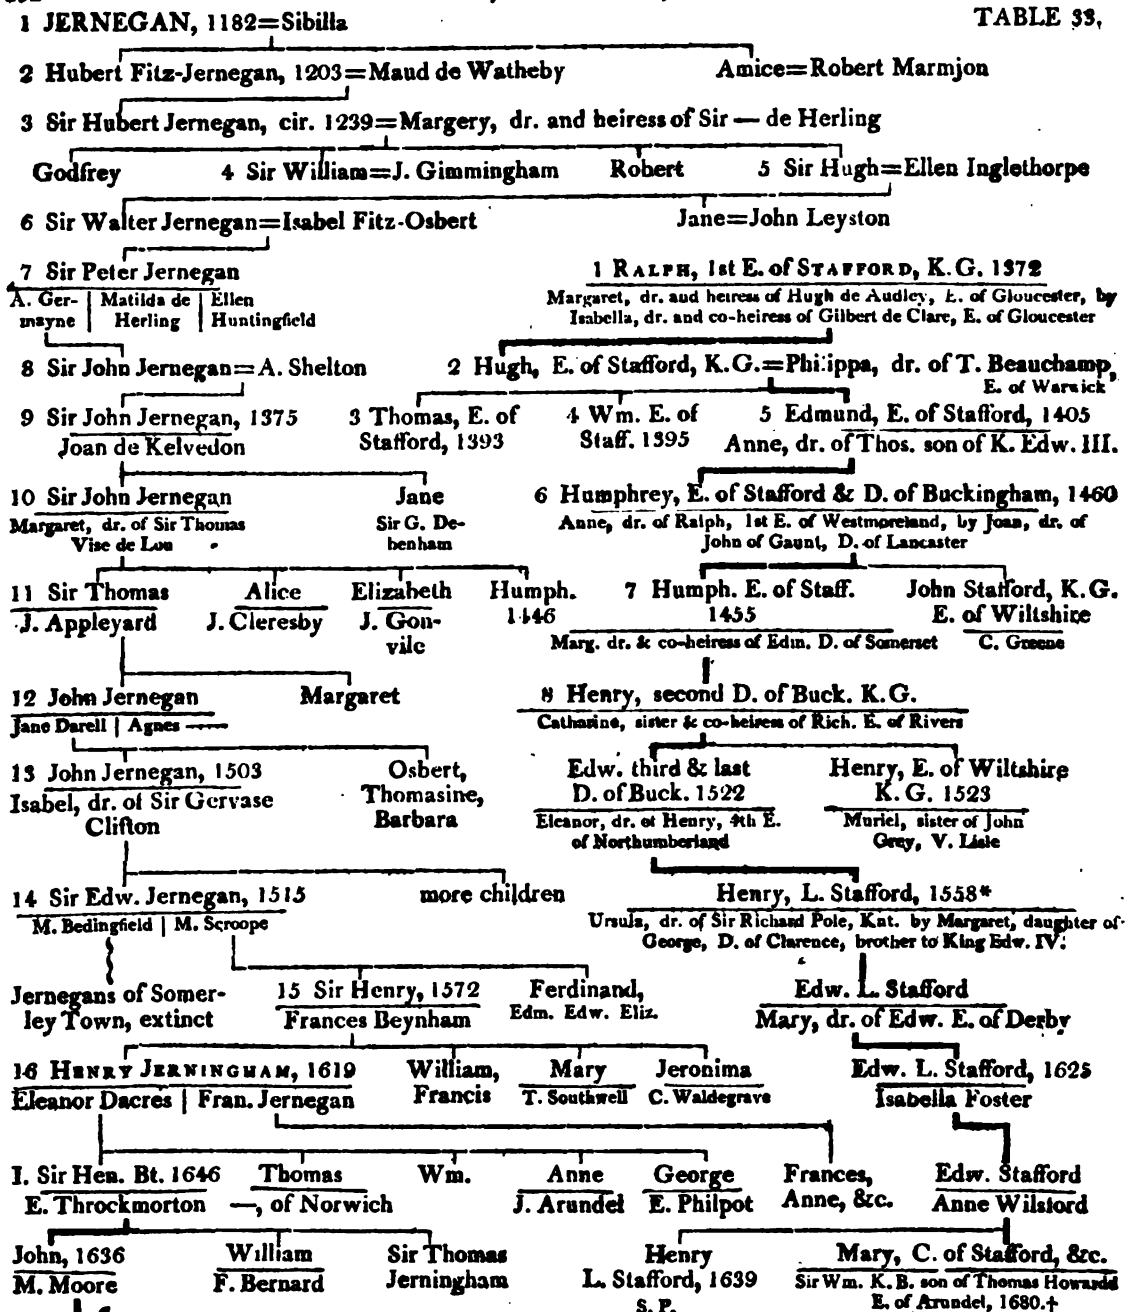 TABLE 33.
1 JERNEGAN, 1182=Sibilla
2 Hubert Fitz-Jernegan, 1203=Maud de Watheby Amice=Robert Marmjon
3 Sir Hubert Jernegan, cir. 1239=Margery, dr. and heiress of Sir — de Herling
Godfrey 4 Sir William=J. Gimmingham Robert 5 Sir Hugh=Ellen Inglethorpe
6 Sir Walter Jernegan=Isabel Fitz-Osbert Jane=John Leyston
7 Sir Peter Jernegan
A. Ger- | Matilda de | Ellen
mayne | Herling | Huntingfield
1 RALPH, 1st E. of STAFFORD, K.G. 1372
Margaret, dr. and heiress of Hugh de Audley, E. of Gloucester, by
Isabella, dr. and co-heiress of Gilbert de Clare, E. of Gloucester
8 Sir John Jernegan=A. Shelton
2 Hugh, E. of Stafford, K.G.=Philippa, dr. of T. Beauchamp,
E. of Warwick
9 Sir John Jernegan, 1375
Joan de Kelvedon
3 Thomas, E. of
Stafford, 1393
4 Wm. E. of
Staff. 1395
5 Edmund, E. of Stafford, 1405
Anne, dr. of Thos. son of K. Edw. III.
10 Sir John Jernegan
Margaret, dr. of Sir Thomas
Vise de Lou
Jane
Sir G. De-
benham
6 Humphrey, E. of Stafford & D. of Buckingham, 1460
Anne, dr. of Ralph, 1st E. of Westmoreland, by Joan, dr. of
John of Gaunt, D. of Lancaster
11 Sir Thomas
J. Appleyard
Alice
J. Cleresby
Elizabeth
J. Gon-
vile
Humph.
1446
7 Humph. E. of Staff.
1455
Marg. dr. & co-heiress of Edm. D. of Somerset
John Stafford, K.G.
E. of Wiltshire
C. Greene
12 John Jernegan
Jane Darell | Agnes —
Margaret
8 Henry, second D. of Buck. K.G.
Catharine, sister & co-heiress of Rich. E. of Rivers
13 John Jernegan, 1503
Isabel, dr. of Sir Gervase
Clifton
Osbert,
Thomasine,
Barbara
Edw. third & last
D. of Buck. 1522
Eleanor, dr. of Henry, 4th E.
of Northumberland
Henry, E. of Wiltshire
K.G. 1523
Muriel, sister of John
Grey, V. Lisle
14 Sir Edw. Jernegan, 1515
M. Bedingfield | M. Scroope
more children
Henry, L. Stafford, 1558*
Ursula, dr. of Sir Richard Pole, Knt. by Margaret, daughter of
George, D. of Clarence, brother to King Edw. IV.
Jernegans of Somer-
ley Town, extinct
15 Sir Henry, 1572
Frances Beynham
Ferdinand,
Edm. Edw. Eliz.
Edw. L. Stafford
Mary, dr. of Edw. E. of Derby
16 HENRY JERNINGHAM, 1619
Eleanor Dacres | Fran. Jernegan
William,
Francis
Mary
T. Southwell
Jeronima
C. Waldegrave
Edw. L. Stafford, 1625
Isabella Foster
I. Sir Hen. Bt. 1646
E. Throckmorton
Thomas
—, of Norwich
Wm.
Anne
J. Arundel
George
E. Philpot
Frances,
Anne, &c.
Edw. Stafford
Anne Wilsford
John, 1636
M. Moore
William
F. Bernard
Sir Thomas
Jerningham
Henry
L. Stafford, 1639
S. P.
Mary, C. of Stafford, &c.
Sir Wm. K.B. son of Thomas Howardd
E. of Arundel, 1680.†